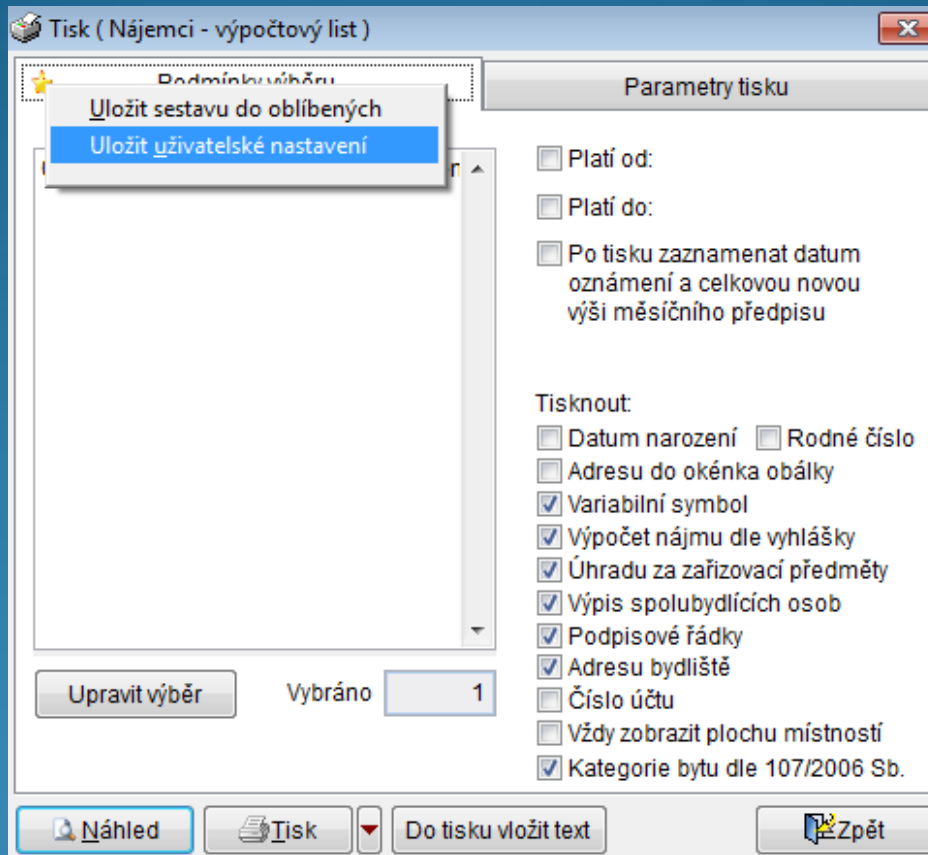 Tisk ( Nájemci - výpočtový list )
Podmínky výběru
Parametry tisku
Uložit sestavu do oblíbených
Uložit uživatelské nastavení
Platí od:
Platí do:
Po tisku zaznamenat datum
oznámení a celkovou novou
výši měsíčního předpisu
Tisknout:
Datum narození Rodné číslo
Adresu do okénka obálky
Variabilní symbol
Výpočet nájmu dle vyhlášky
Úhradu za zařizovací předměty
Výpis spolubydlících osob
Podpisové řádky
Adresu bydliště
Číslo účtu
Vždy zobrazit plochu místností
Kategorie bytu dle 107/2006 Sb.
Upravit výběr Vybráno 1
Náhled Tisk Do tisku vložit text Zpět